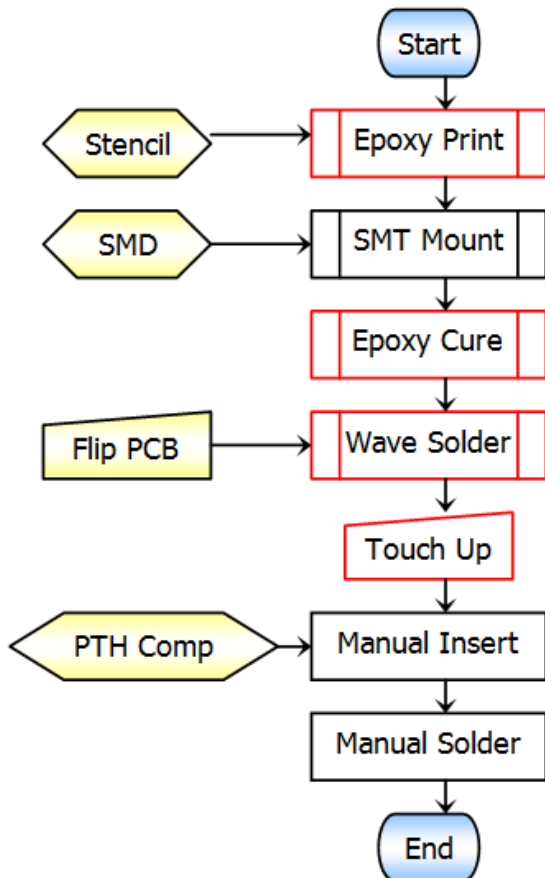 Start
Stencil
Epoxy Print
SMD
SMT Mount
Epoxy Cure
Flip PCB
Wave Solder
Touch Up
PTH Comp
Manual Insert
Manual Solder
End